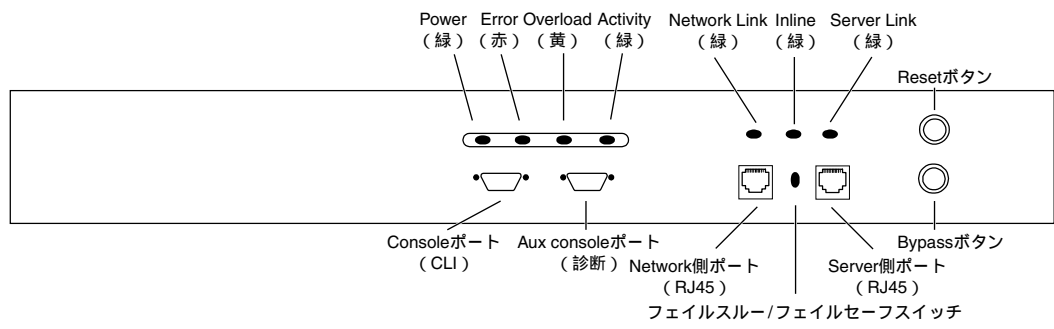 Power Error Overload Activity Network Link Inline Server Link
（緑）（赤）（黄）（緑）（緑）（緑）（緑）
Resetボタン
Consoleポート Aux consoleポート Bypassボタン
（CLI）（診断）
Network側ポート Server側ポート
（RJ45）（RJ45）
フェイルスルー/フェイルセーフスイッチ